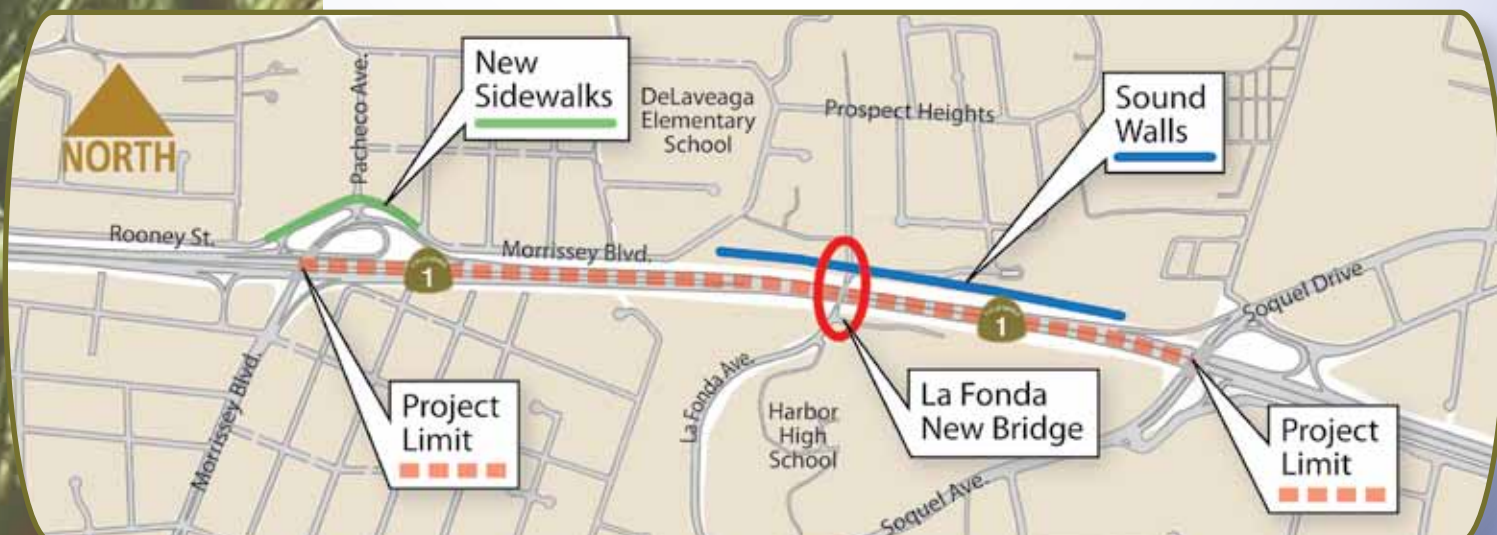 NORTH
Pacheco Ave.
New
Sidewalks
DeLaveaga
Elementary
School
Prospect Heights
Sound
Walls
Rooney St.
Morrissey Blvd.
1
1
Soquel Drive
Morrissey Blvd.
Project
Limit
La Fonda Ave.
Harbor
High
School
La Fonda
New Bridge
Soquel Ave.
Project
Limit